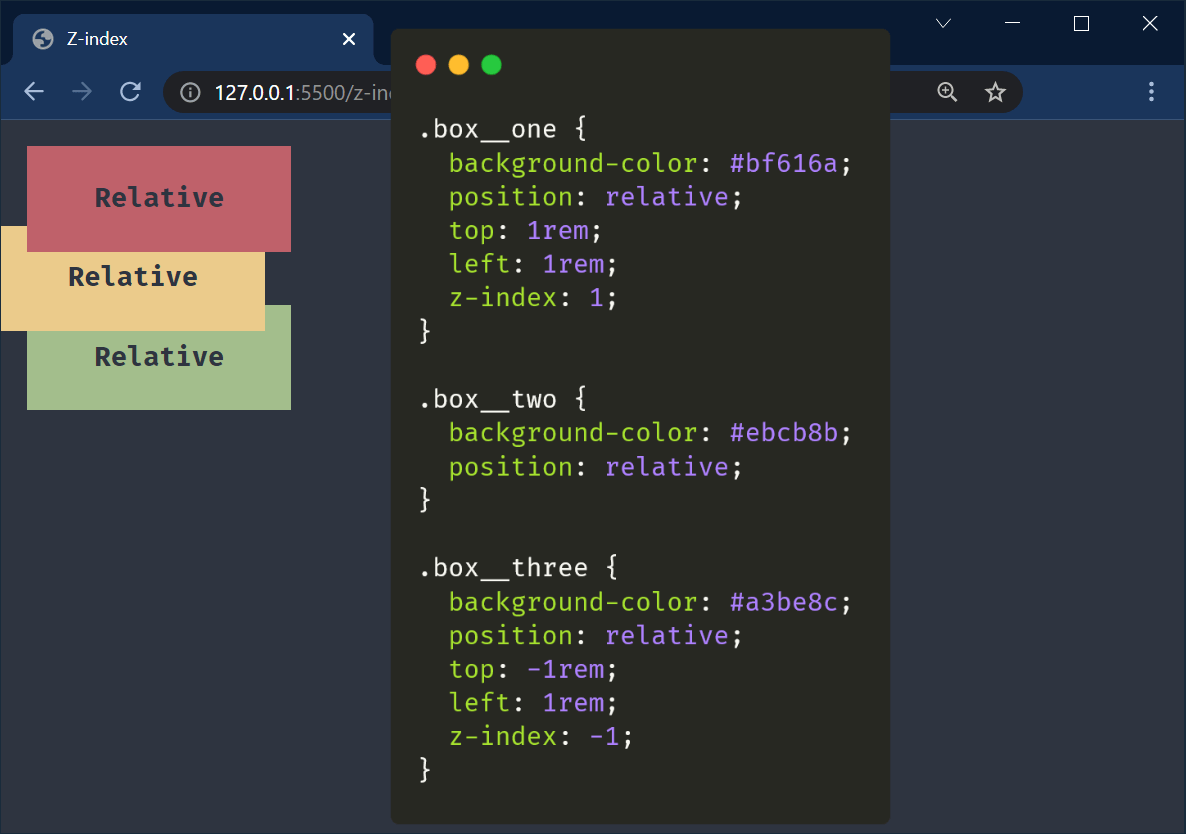 Z-index
127.0.0.1:5500/z-in
Relative
Relative
Relative
.box__one {
  background-color: #bf616a;
  position: relative;
  top: 1rem;
  left: 1rem;
  z-index: 1;
}
.box__two {
  background-color: #ebcb8b;
  position: relative;
}
.box__three {
  background-color: #a3be8c;
  position: relative;
  top: -1rem;
  left: 1rem;
  z-index: -1;
}